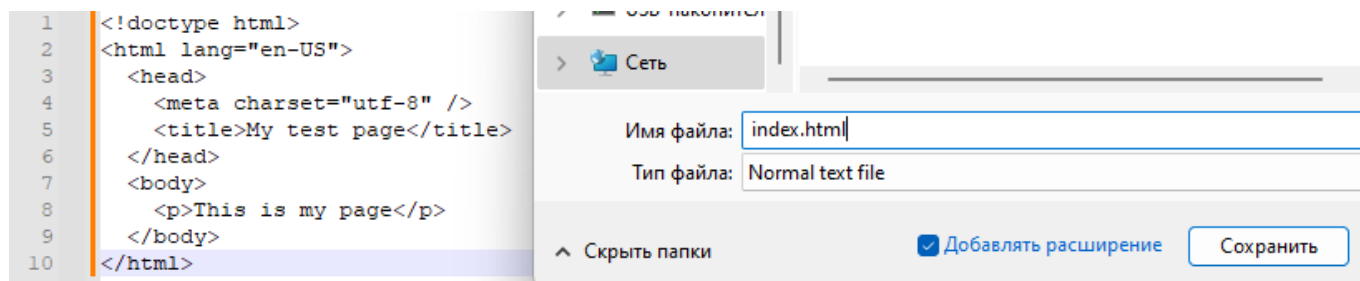 1 <!doctype html>
2 <html lang="en-US">
3 <head>
4 <meta charset="utf-8" />
5 <title>My test page</title>
6 </head>
7 <body>
8 <p>This is my page</p>
9 </body>
10 </html>
Сеть
Имя файла: index.html
Тип файла: Normal text file
Скрыть папки
Добавлять расширение
Сохранить